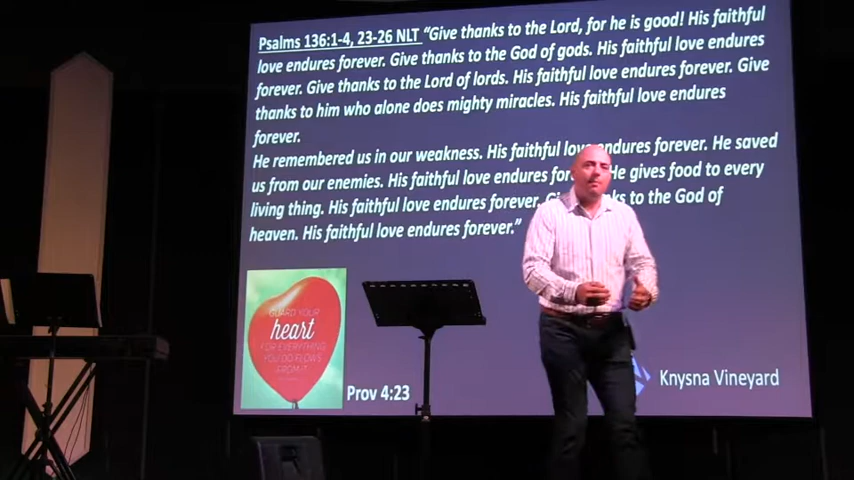 Psalms 136:1-4, 23-26 NLT “Give thanks to the Lord, for he is good! His faithful
love endures forever. Give thanks to the God of gods. His faithful love endures
forever. Give thanks to the Lord of lords. His faithful love endures forever. Give
thanks to him who alone does mighty miracles. His faithful love endures
forever.
He remembered us in our weakness. His faithful love endures forever. He saved
us from our enemies. His faithful love endures He gives food to every
living thing. His faithful love endures forever. to the God of
heaven. His faithful love endures forever.”
GUARD YOUR
heart
FOR EVERYTHING
YOU DO FLOWS
FROM IT
Prov 4:23
Knysna Vineyard